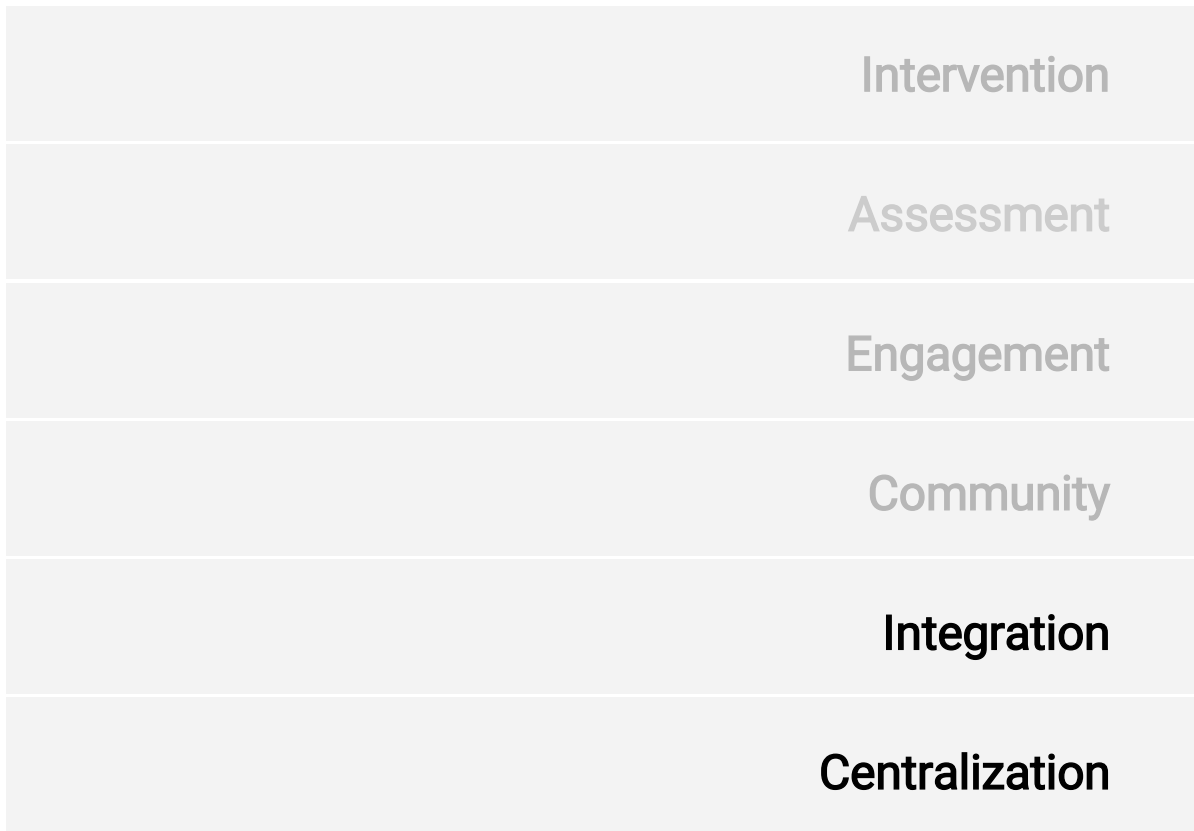 Intervention
Assessment
Engagement
Community
Integration
Centralization